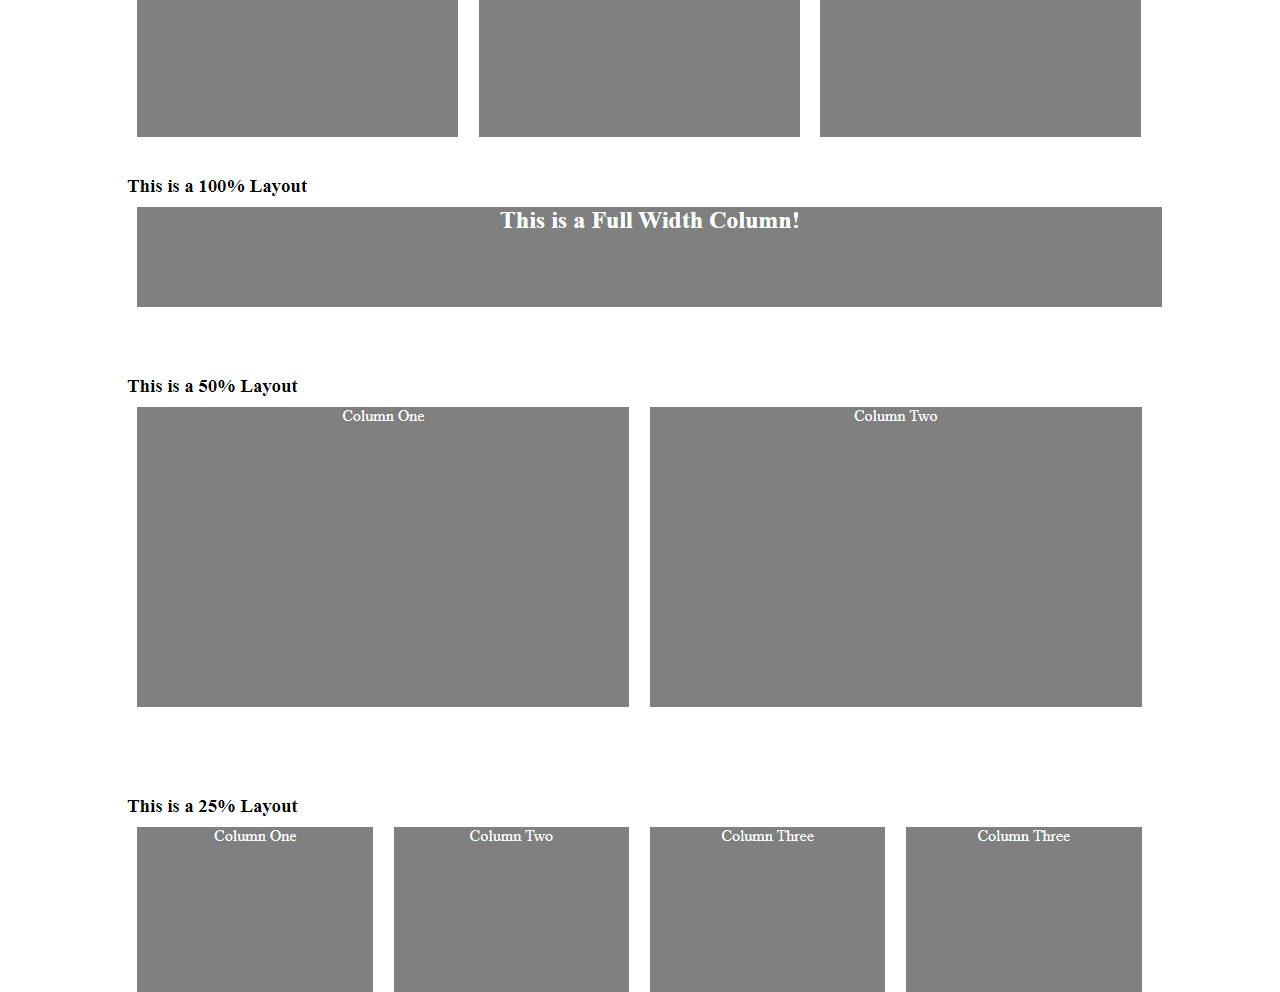 This is a 100% Layout
This is a Full Width Column!
This is a 50% Layout
Column One
Column Two
This is a 25% Layout
Column One
Column Two
Column Three
Column Three